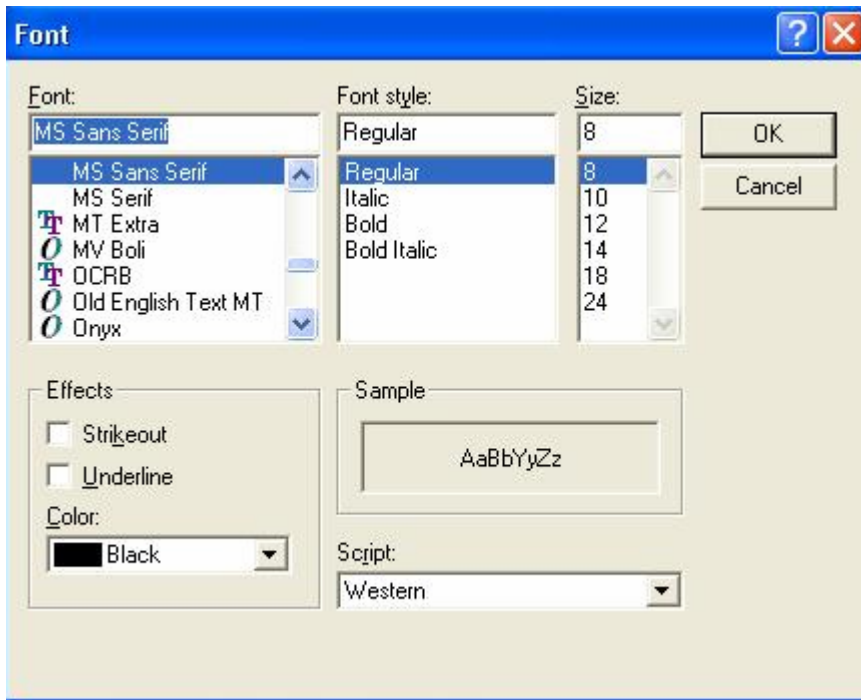 Font
Font:
MS Sans Serif
MS Sans Serif
MS Serif
MT Extra
MV Boli
OCRB
Old English Text MT
Onyx
Font style:
Regular
Regular
Italic
Bold
Bold Italic
Size:
8
8
10
12
14
18
24
OK
Cancel
Effects
Strikeout
Underline
Color:
Black
Sample
AaBbYyZz
Script:
Western